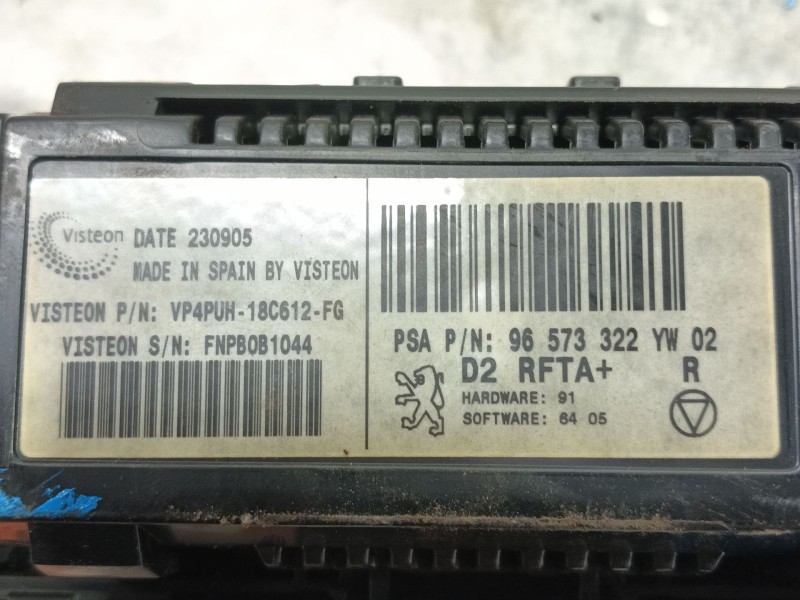 Visteon
DATE 230905
MADE IN SPAIN BY VISTEON
VISTEON P/N: VP4PUH-18C612-FG
VISTEON S/N: FNPB0B1044
PSA P/N: 96 573 322 YW 02
D2 RFTA+ R
HARDWARE: 91
SOFTWARE: 64 05